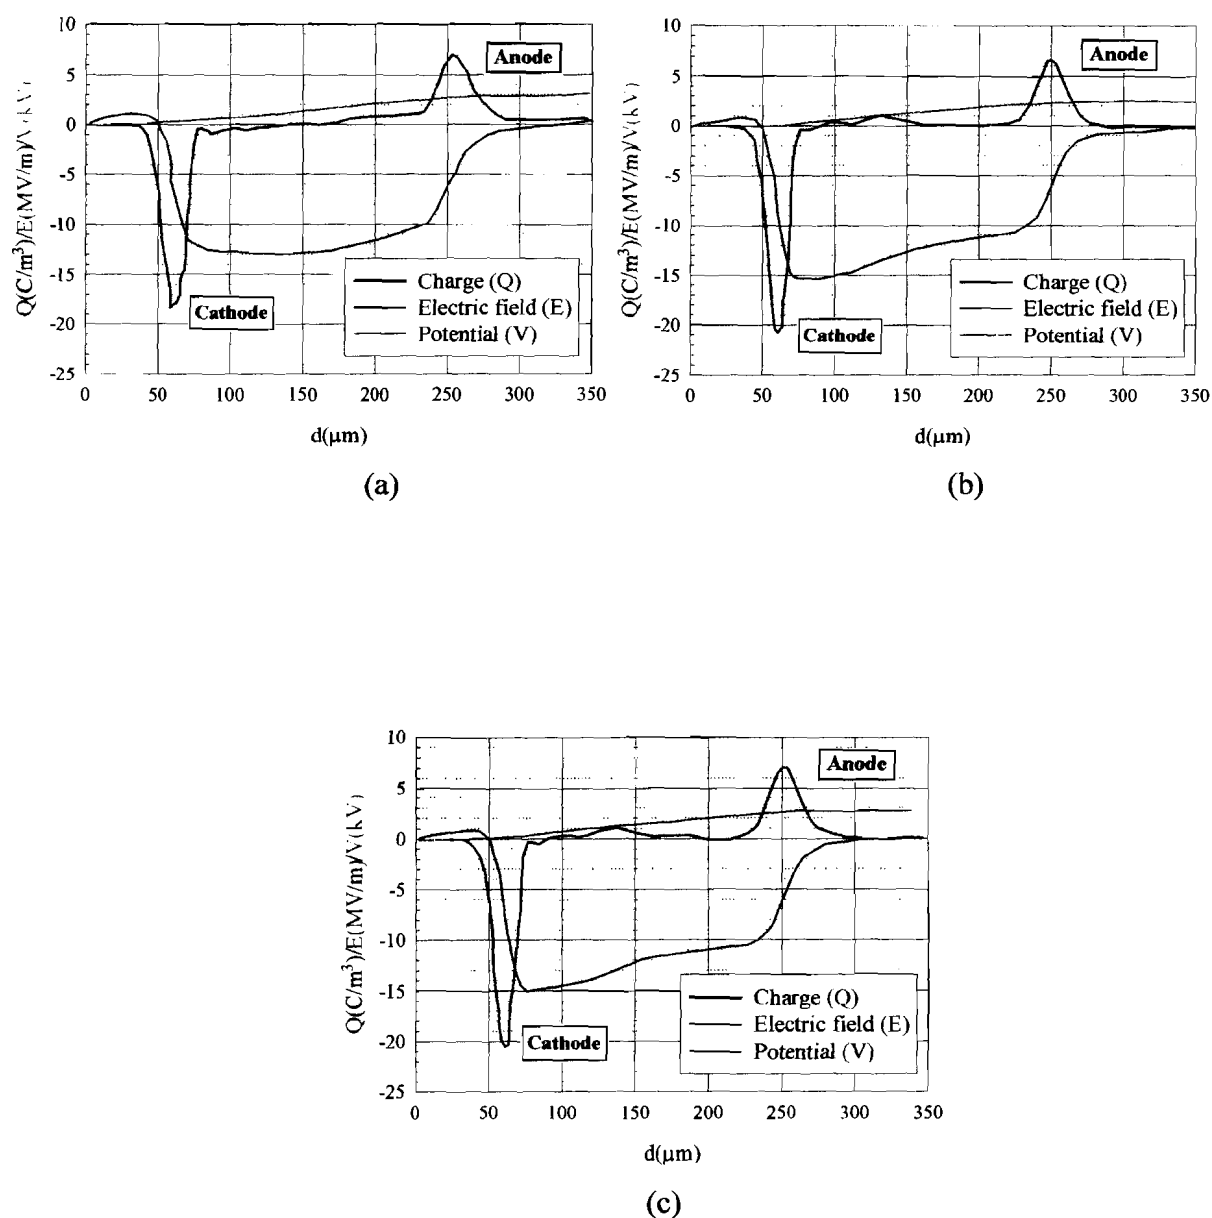 10
5
0
-5
-10
-15
-20
-25
Q(C/m³)/E(MV/m)/V(kV)
Anode
Cathode
Charge (Q)
Electric field (E)
Potential (V)
0 50 100 150 200 250 300 350
d(μm)
(a)
10
5
0
-5
-10
-15
-20
-25
Q(C/m³)/E(MV/m)/V(kV)
Anode
Cathode
Charge (Q)
Electric field (E)
Potential (V)
0 50 100 150 200 250 300 350
d(μm)
(b)
10
5
0
-5
-10
-15
-20
-25
Q(C/m³)/E(MV/m)/V(kV)
Anode
Cathode
Charge (Q)
Electric field (E)
Potential (V)
0 50 100 150 200 250 300 350
d(μm)
(c)